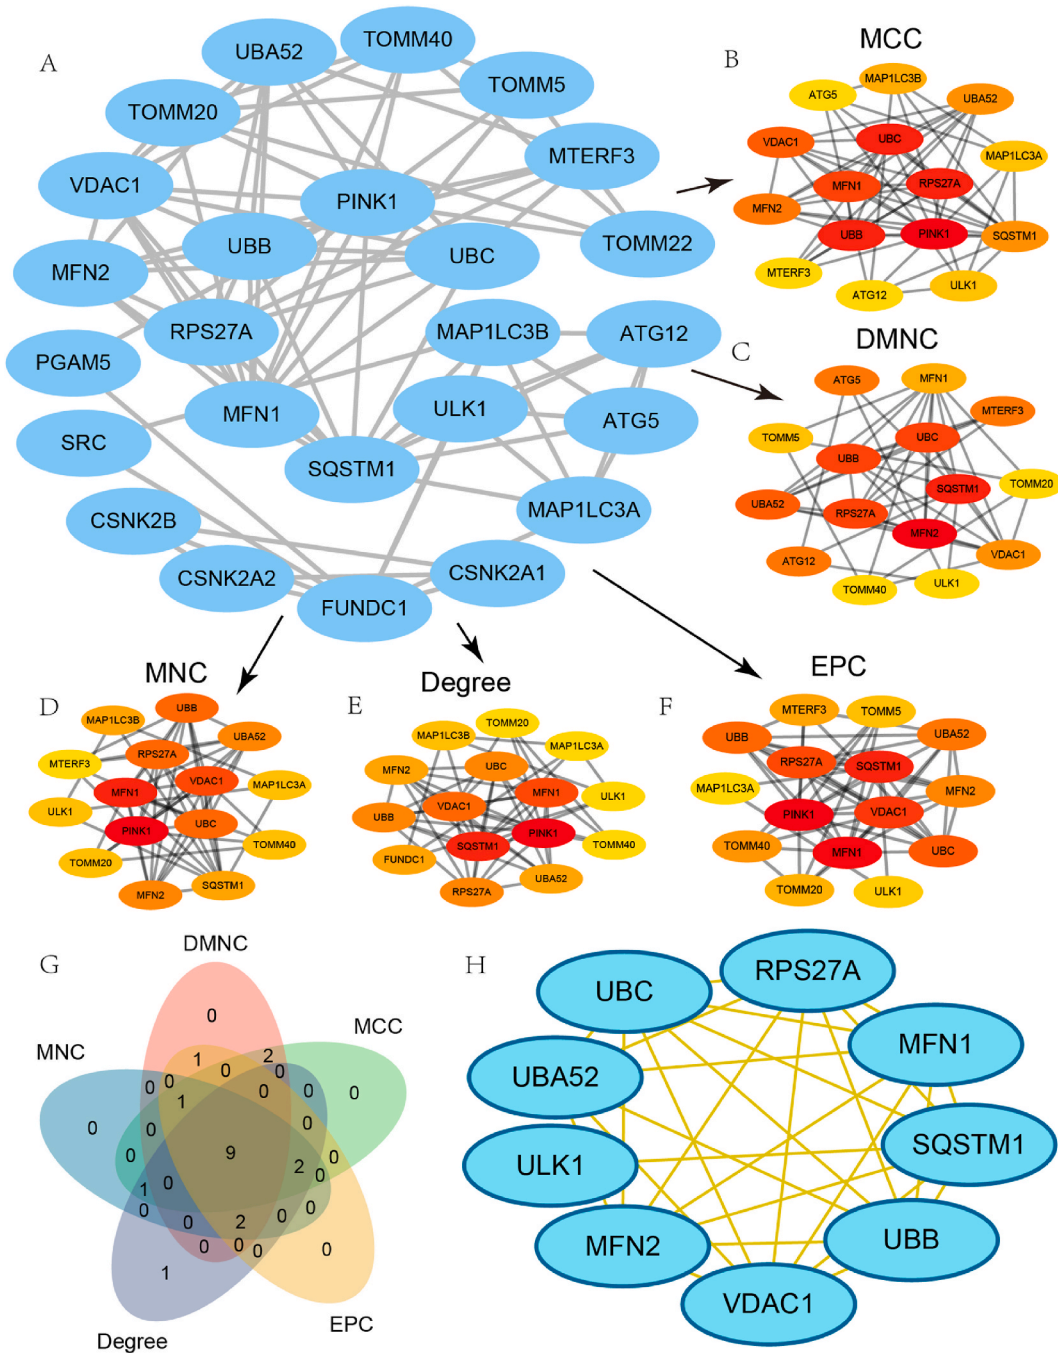 A
UBA52
TOMM40
TOMM5
TOMM20
MTERF3
VDAC1
PINK1
UBB
UBC
TOMM22
MFN2
RPS27A
MAP1LC3B
ATG12
PGAM5
MFN1
ULK1
ATG5
SRC
SQSTM1
MAP1LC3A
CSNK2B
CSNK2A2
CSNK2A1
FUNDC1
B
MCC
MAP1LC3B
ATG5
UBA52
VDAC1
UBC
MAP1LC3A
MFN1
RPS27A
MFN2
UBB
PINK1
SQSTM1
MTERF3
ULK1
ATG12
C
DMNC
ATG5
MFN1
MTERF3
TOMM5
UBC
UBB
SQSTM1
TOMM20
UBA52
RPS27A
MFN2
VDAC1
ATG12
TOMM40
ULK1
D
MNC
UBB
MAP1LC3B
UBA52
RPS27A
MTERF3
VDAC1
MAP1LC3A
MFN1
ULK1
PINK1
UBC
TOMM40
TOMM20
MFN2
SQSTM1
E
Degree
TOMM20
MAP1LC3B
MAP1LC3A
MFN2
UBC
VDAC1
MFN1
ULK1
UBB
PINK1
SQSTM1
TOMM40
FUNDC1
UBA52
RPS27A
F
EPC
MTERF3
TOMM5
UBB
UBA52
RPS27A
SQSTM1
MAP1LC3A
MFN2
PINK1
VDAC1
TOMM40
MFN1
UBC
TOMM20
ULK1
G
DMNC
MCC
MNC
Degree
EPC
0
1
2
0
0
0
0
0
0
0
1
0
0
0
0
9
0
0
2
0
1
0
0
0
0
2
0
0
0
0
0
1
H
RPS27A
UBC
MFN1
UBA52
SQSTM1
ULK1
MFN2
UBB
VDAC1